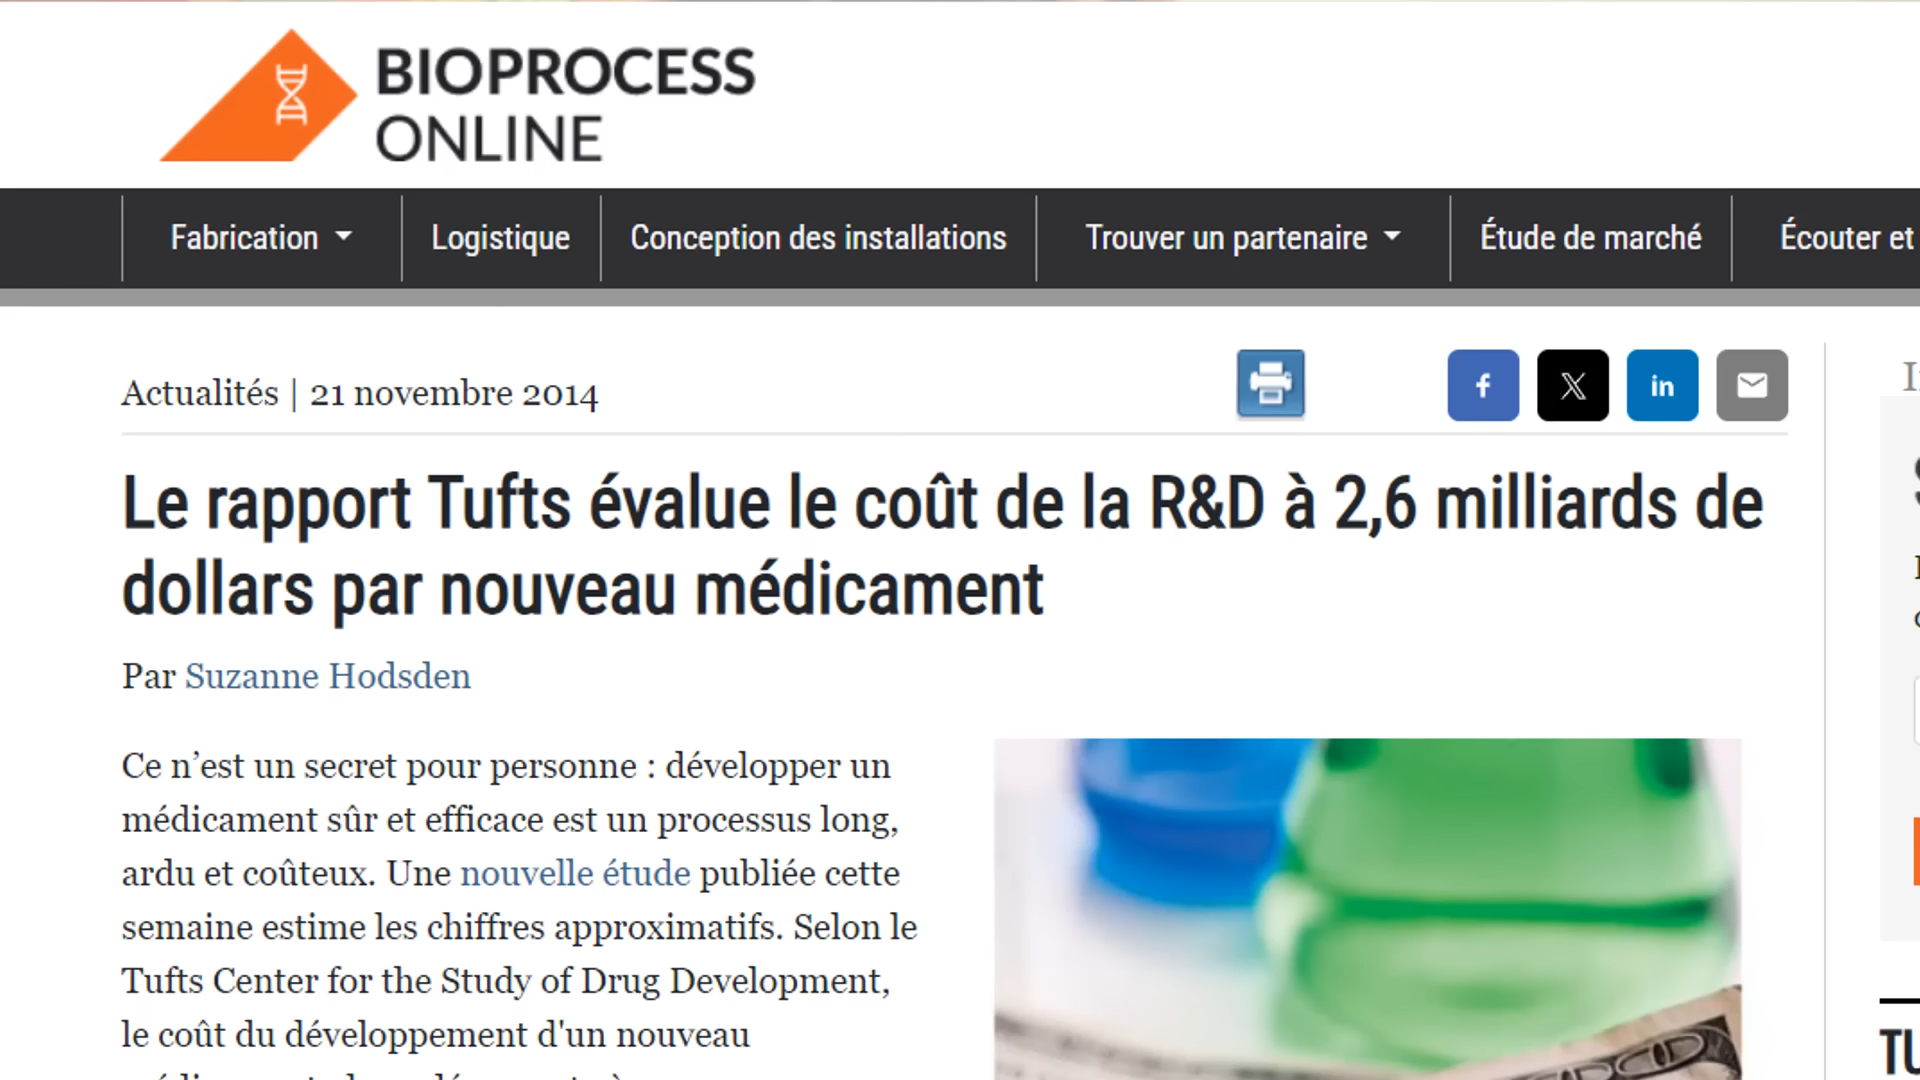 BIOPROCESS
ONLINE
Fabrication Logistique Conception des installations Trouver un partenaire Étude de marché Écouter et
Actualités | 21 novembre 2014
Le rapport Tufts évalue le coût de la R&D à 2,6 milliards de
dollars par nouveau médicament
Par Suzanne Hodsden
Ce n’est un secret pour personne : développer un
médicament sûr et efficace est un processus long,
ardu et coûteux. Une nouvelle étude publiée cette
semaine estime les chiffres approximatifs. Selon le
Tufts Center for the Study of Drug Development,
le coût du développement d'un nouveau